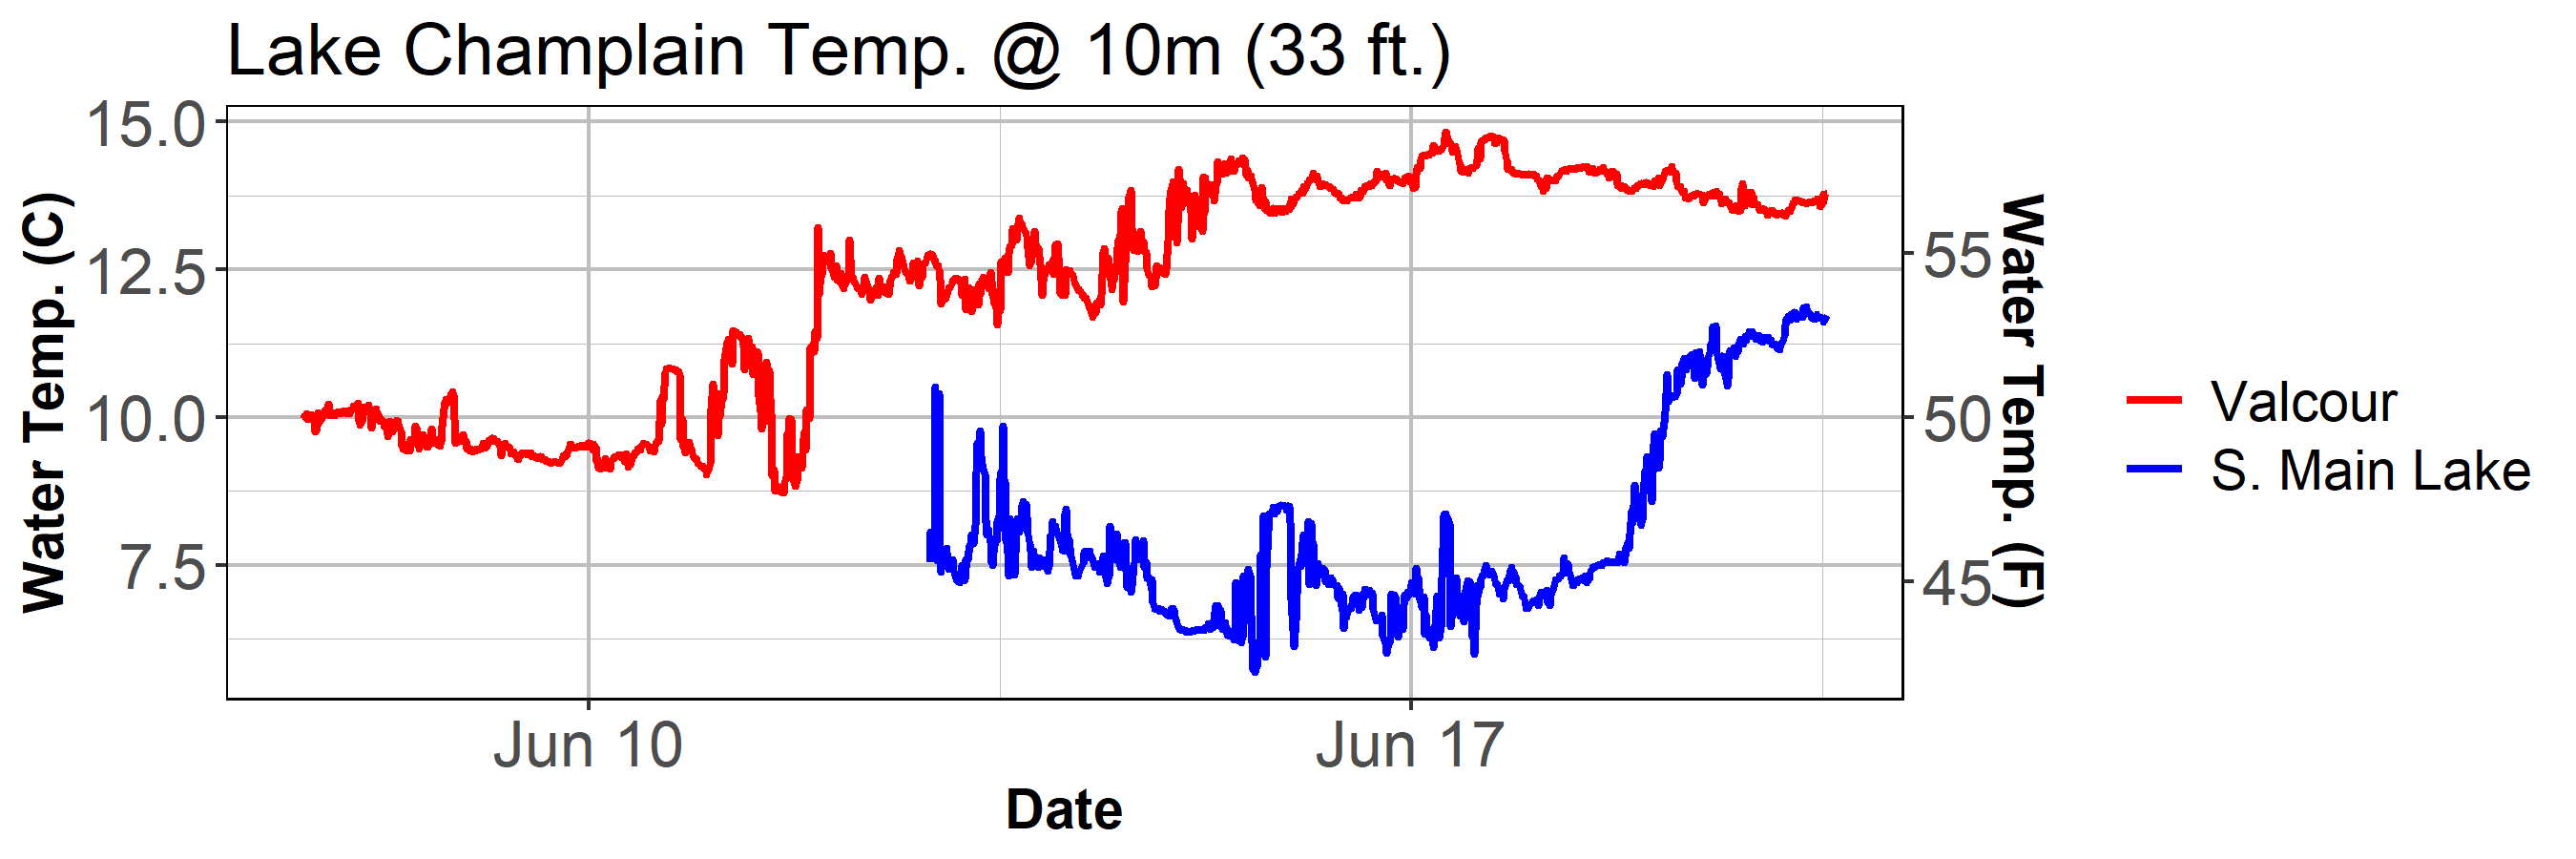 Lake Champlain Temp. @ 10m (33 ft.)
Water Temp. (C)
15.0
12.5
10.0
7.5
Jun 10
Jun 17
Date
55
50
45
Water Temp. (F)
Valcour
S. Main Lake